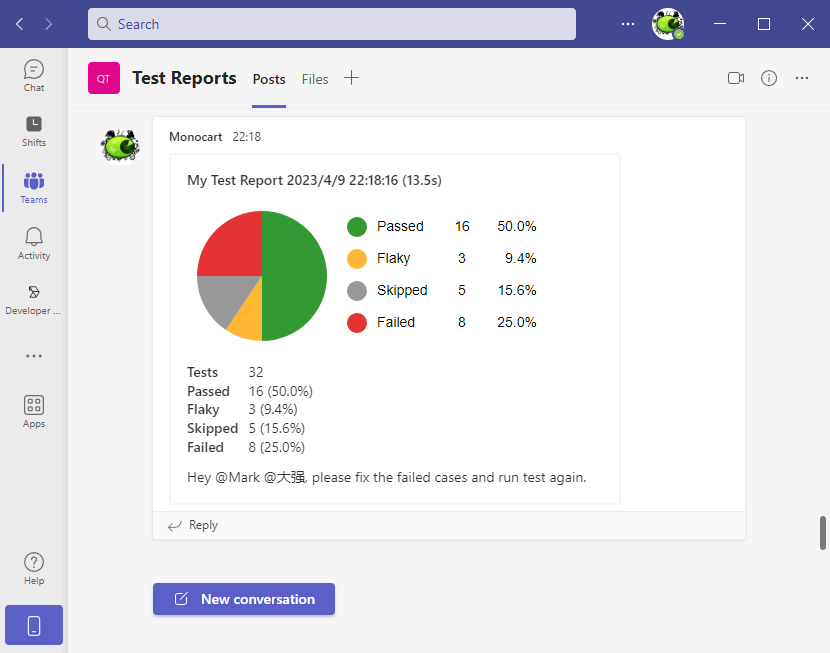 Search
Chat
Shifts
Teams
Activity
Developer ...
Apps
Help
QT Test Reports Posts Files
Monocart 22:18
My Test Report 2023/4/9 22:18:16 (13.5s)
Passed 16 50.0%
Flaky 3 9.4%
Skipped 5 15.6%
Failed 8 25.0%
Tests 32
Passed 16 (50.0%)
Flaky 3 (9.4%)
Skipped 5 (15.6%)
Failed 8 (25.0%)
Hey @Mark @大强, please fix the failed cases and run test again.
Reply
New conversation